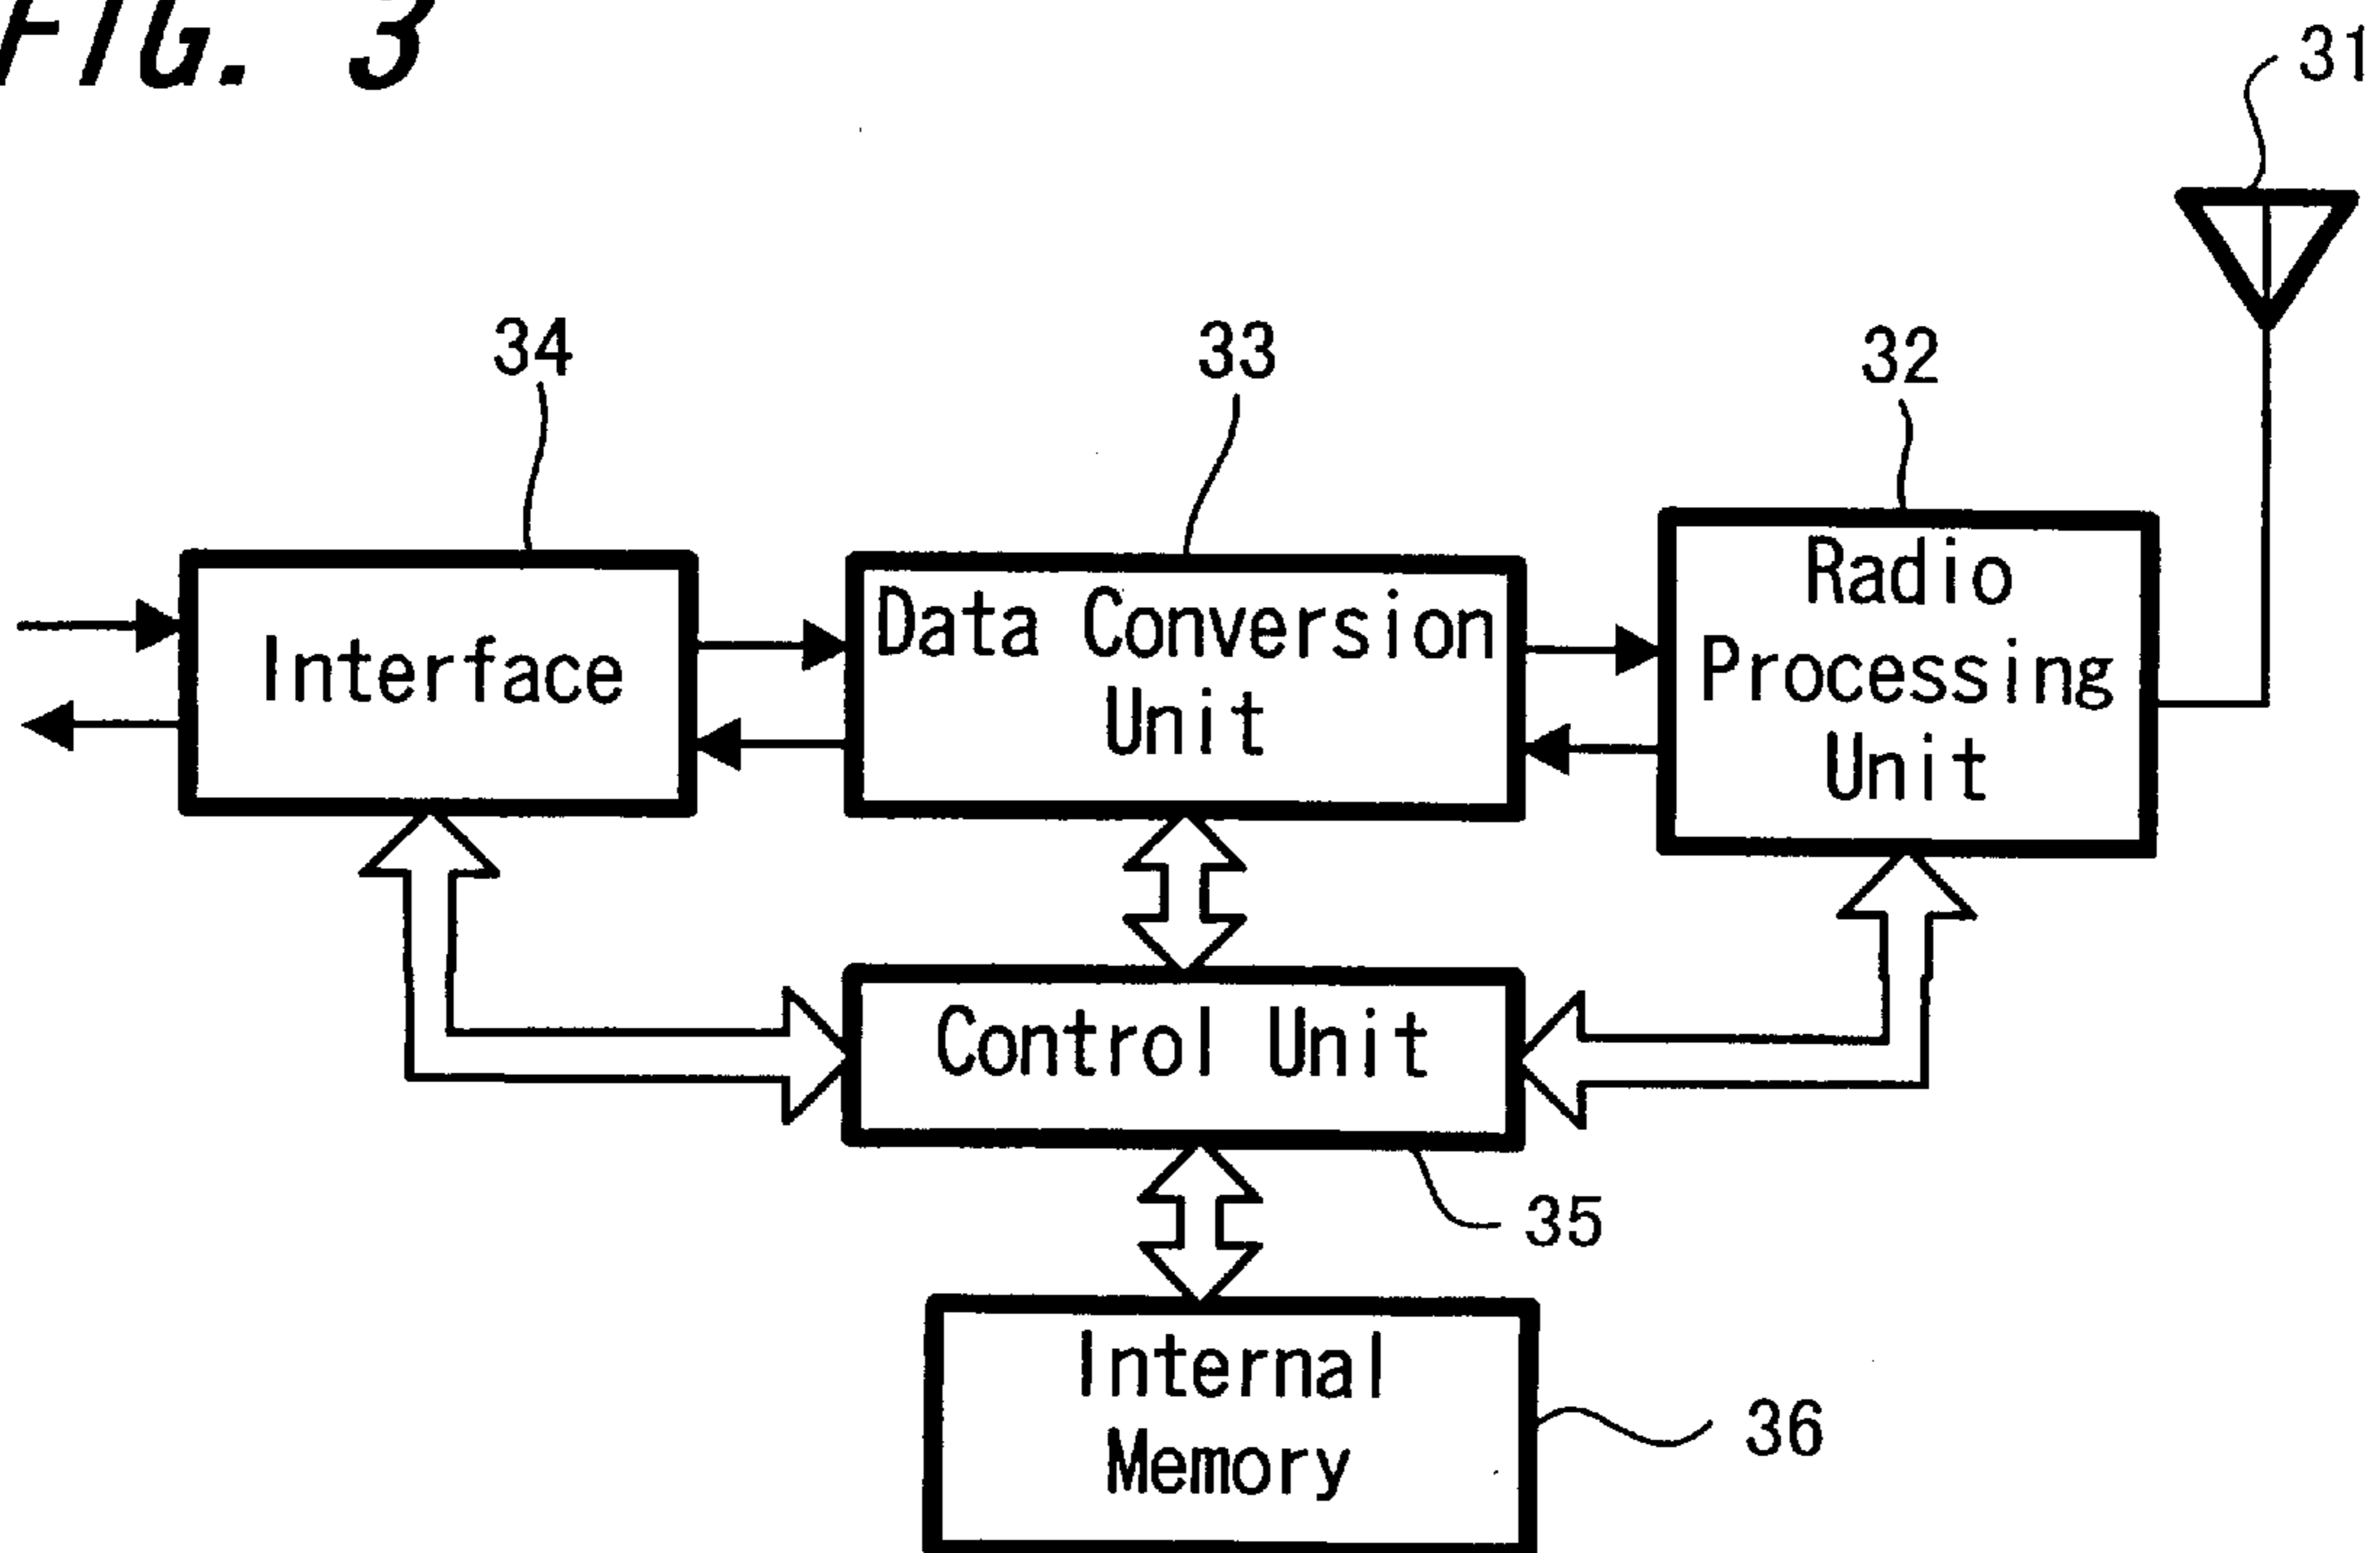 FIG. 3
31
34
33
32
Interface
Data Conversion
Unit
Radio
Processing
Unit
Control Unit
35
Internal
Memory
36